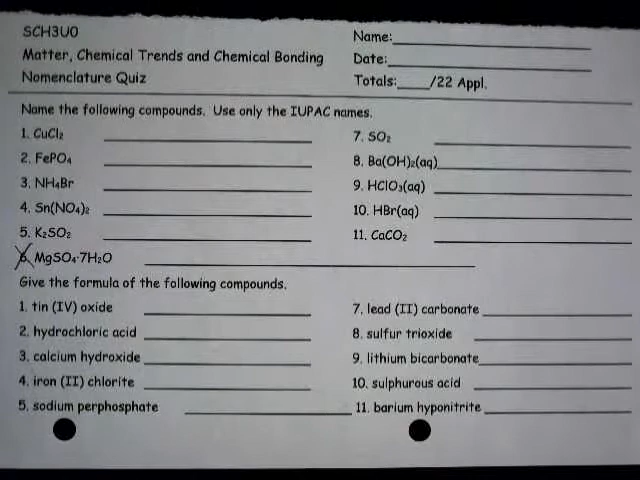 SCH3U0
Matter, Chemical Trends and Chemical Bonding
Nomenclature Quiz
Name:
Date:
Totals:____/22 Appl.
Name the following compounds. Use only the IUPAC names.
1. CuCl₂
2. FePO₄
3. NH₄Br
4. Sn(NO₄)₂
5. K₂SO₂
6. MgSO₄·7H₂O
7. SO₂
8. Ba(OH)₂(aq)
9. HClO₃(aq)
10. HBr(aq)
11. CaCO₂
Give the formula of the following compounds.
1. tin (IV) oxide
2. hydrochloric acid
3. calcium hydroxide
4. iron (II) chlorite
5. sodium perphosphate
7. lead (II) carbonate
8. sulfur trioxide
9. lithium bicarbonate
10. sulphurous acid
11. barium hyponitrite